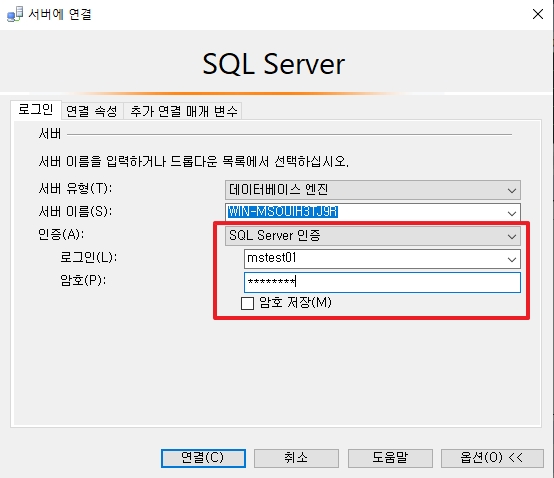 서버에 연결
SQL Server
로그인 연결 속성 추가 연결 매개 변수
서버
서버 이름을 입력하거나 드롭다운 목록에서 선택하십시오.
서버 유형(T): 데이터베이스 엔진
서버 이름(S): WIN-MSOUIH3TJ9R
인증(A): SQL Server 인증
로그인(L): mstest01
암호(P): ********
암호 저장(M)
연결(C) 취소 도움말 옵션(O) <<